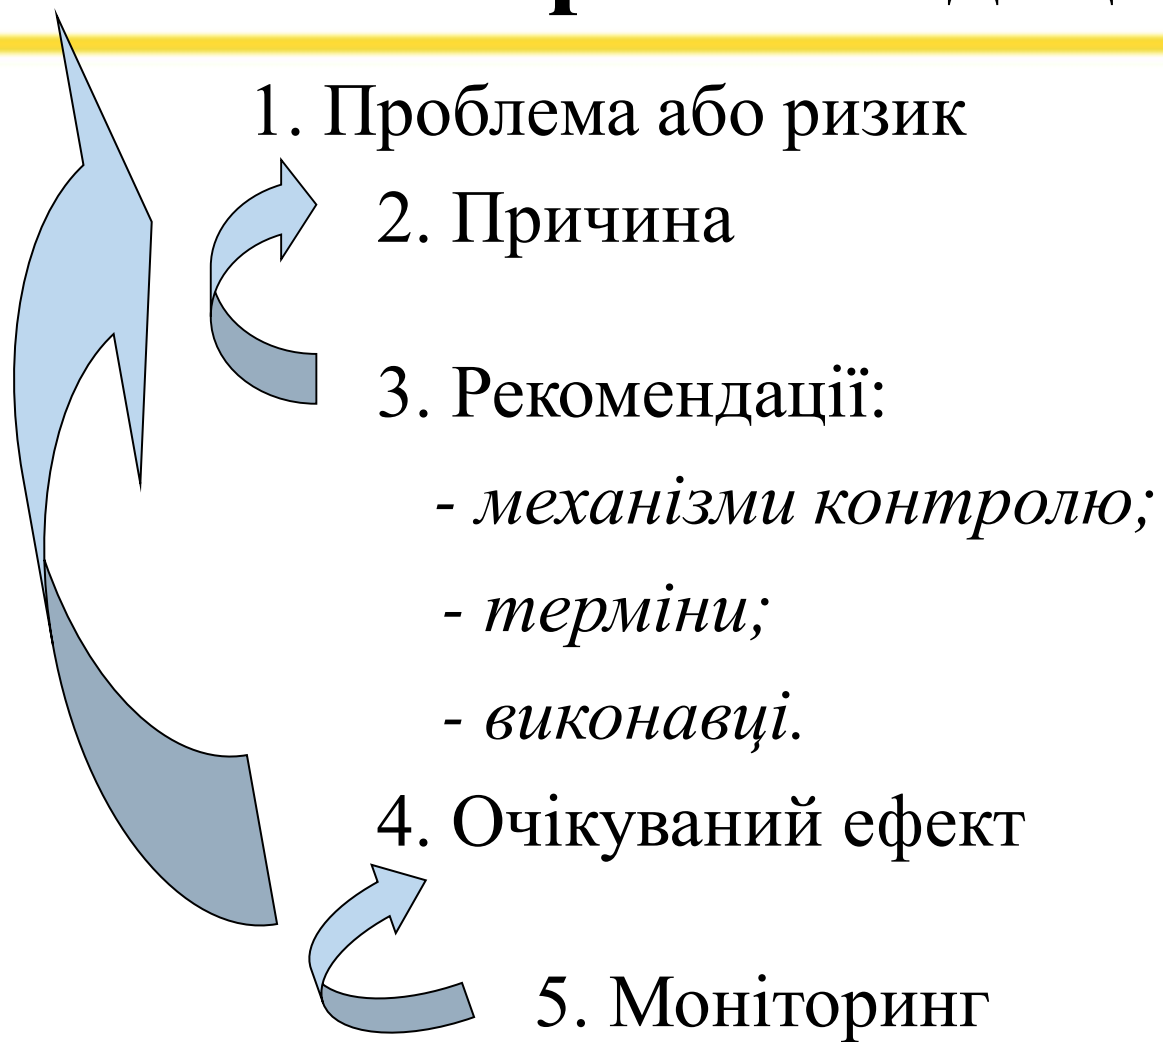 1. Проблема або ризик
2. Причина
3. Рекомендації:
- механізми контролю;
- терміни;
- виконавці.
4. Очікуваний ефект
5. Моніторинг